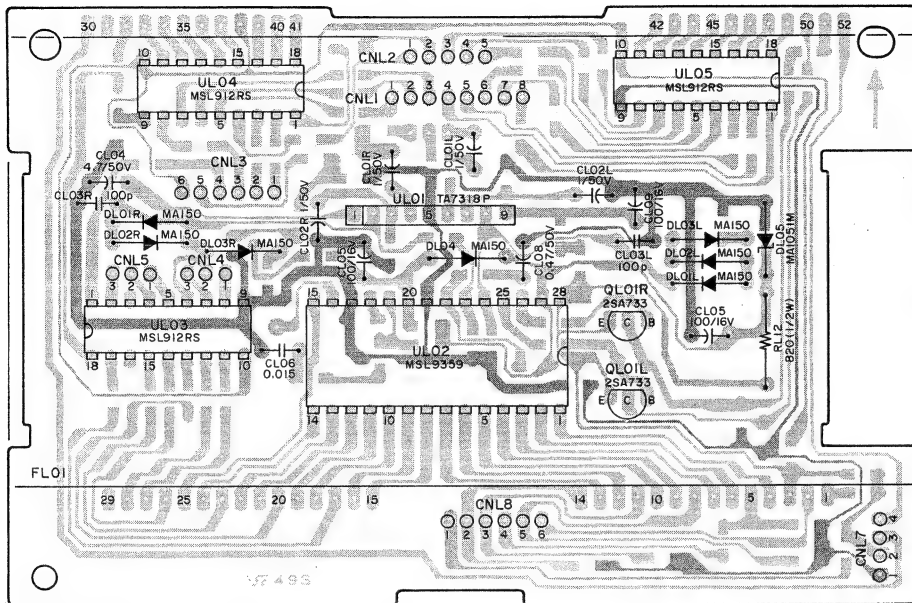 30 35 40 41 42 45 50 52
10 15 18
UL04
MSL912RS
9 5 1
CNL2
1 2 3 4 5
CNL1
1 2 3 4 5 6 7 8
10 15 18
UL05
MSL912RS
9 5 1
CL04
4.7/50V
CL03R
100p
CNL3
6 5 4 3 2 1
CL01R
1/50V
CL01L
1/50V
CL02L
1/50V
CL02R 1/50V
UL01 TA7318P
1 5 9
100/16V
DL01R MA150
DL02R MA150
DL03R MA150
CL05
DL04 MA150
CL08
0.47/50V
CL03L
100p
DL03L MA150
DL02L MA150
DL01L MA150
DL05
MA1051M
CNL5
3 2 1
CNL4
3 2 1
1 5 9
UL03
MSL912RS
18 15 10
CL06
0.015
15 20 25 28
UL02
MSL9359
14 10 5 1
QL01R
2SA733
E C B
QL01L
2SA733
E C B
CL05
100/16V
RL12
820(1/2W)
FL01
29 25 20 15 14 10 5 1
CNL8
1 2 3 4 5 6
CNL7
1 2 3 4